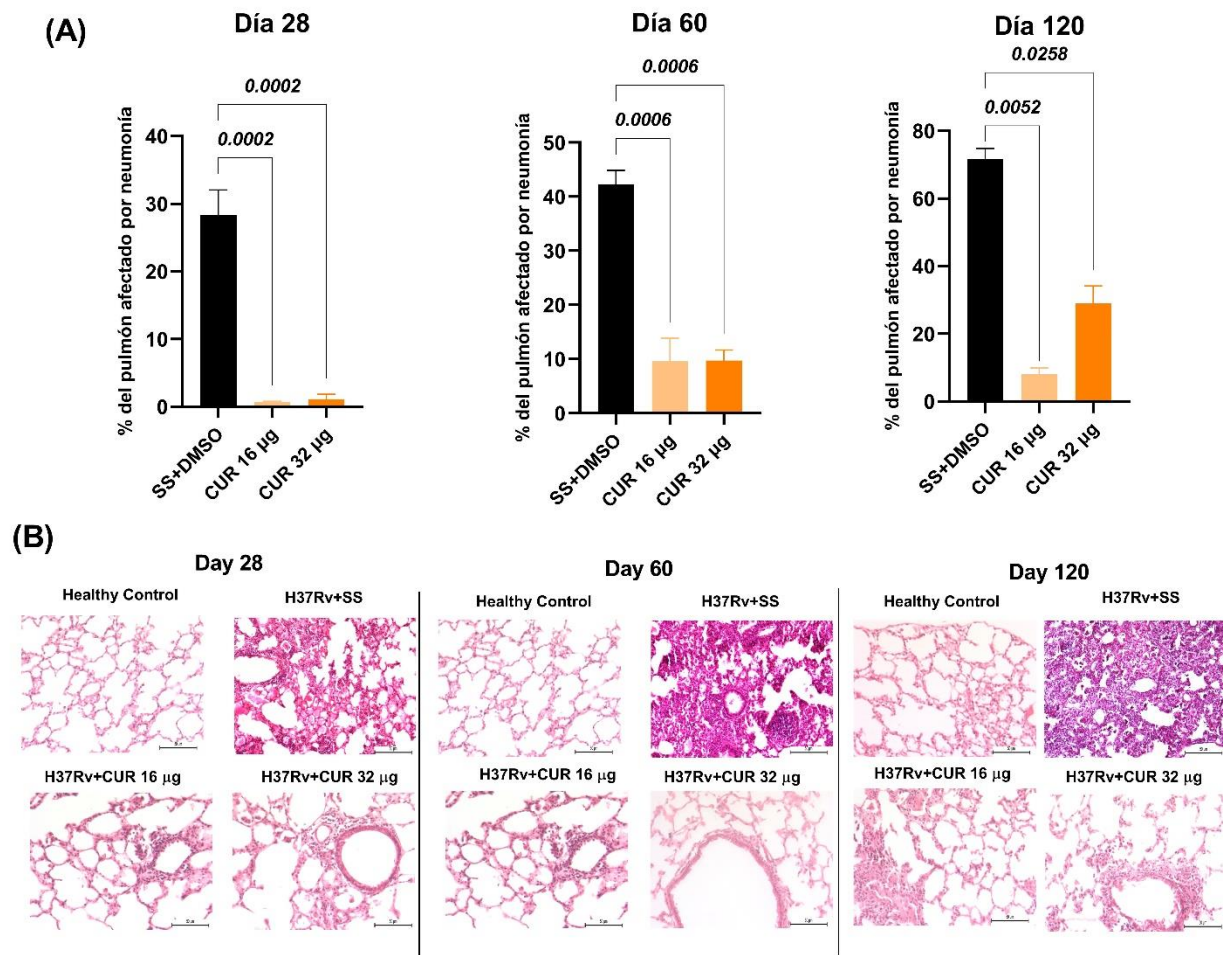 (A)
Día 28
Día 60
Día 120
% del pulmón afectado por neumonía
40
30
20
10
0
0.0002
0.0002
SS+DMSO
CUR 16 µg
CUR 32 µg
% del pulmón afectado por neumonía
50
40
30
20
10
0
0.0006
0.0006
SS+DMSO
CUR 16 µg
CUR 32 µg
% del pulmón afectado por neumonía
80
60
40
20
0
0.0258
0.0052
SS+DMSO
CUR 16 µg
CUR 32 µg
(B)
Day 28
Healthy Control
H37Rv+SS
H37Rv+CUR 16 µg
H37Rv+CUR 32 µg
Day 60
Healthy Control
H37Rv+SS
H37Rv+CUR 16 µg
H37Rv+CUR 32 µg
Day 120
Healthy Control
H37Rv+SS
H37Rv+CUR 16 µg
H37Rv+CUR 32 µg